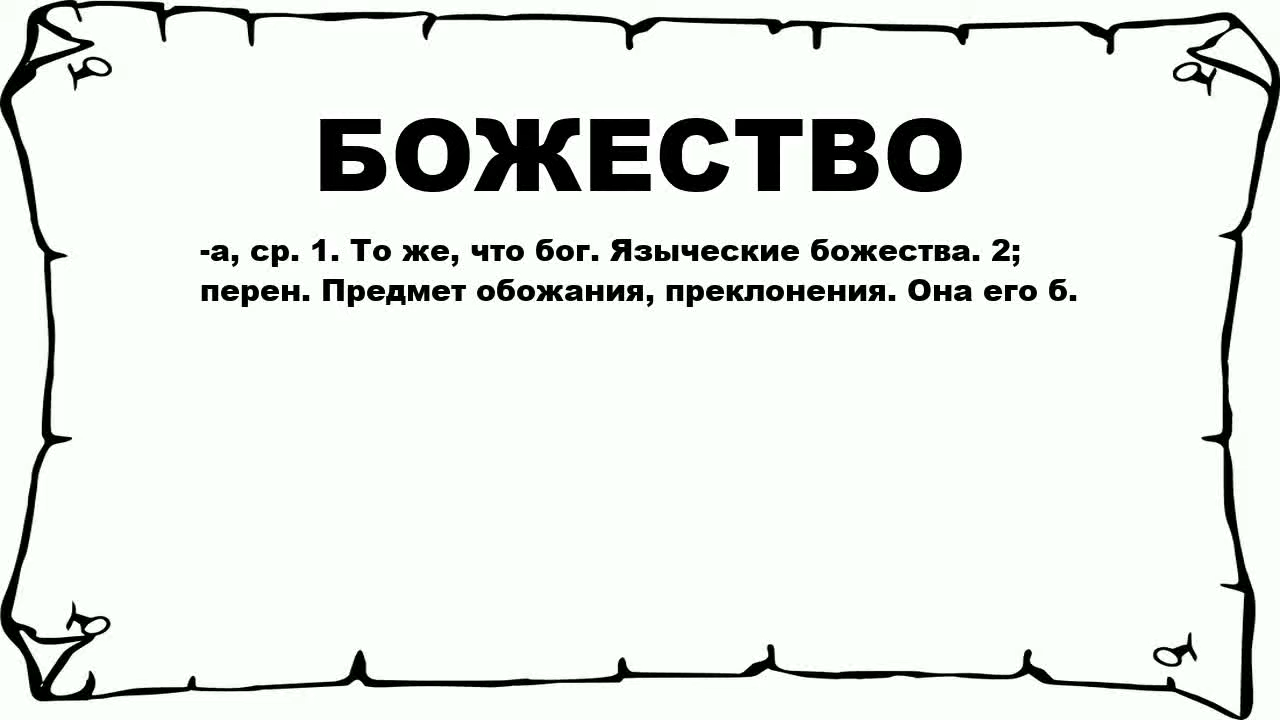 БОЖЕСТВО
-а, ср. 1. То же, что бог. Языческие божества. 2;
перен. Предмет обожания, преклонения. Она его б.